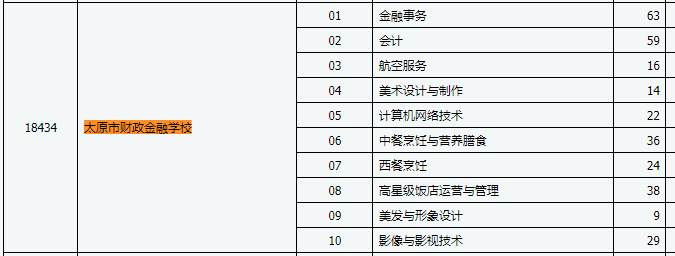 01 金融事务 63
02 会计 59
03 航空服务 16
04 美术设计与制作 14
18434 太原市财政金融学校 05 计算机网络技术 22
06 中餐烹饪与营养膳食 36
07 西餐烹饪 24
08 高星级饭店运营与管理 38
09 美发与形象设计 9
10 影像与影视技术 29